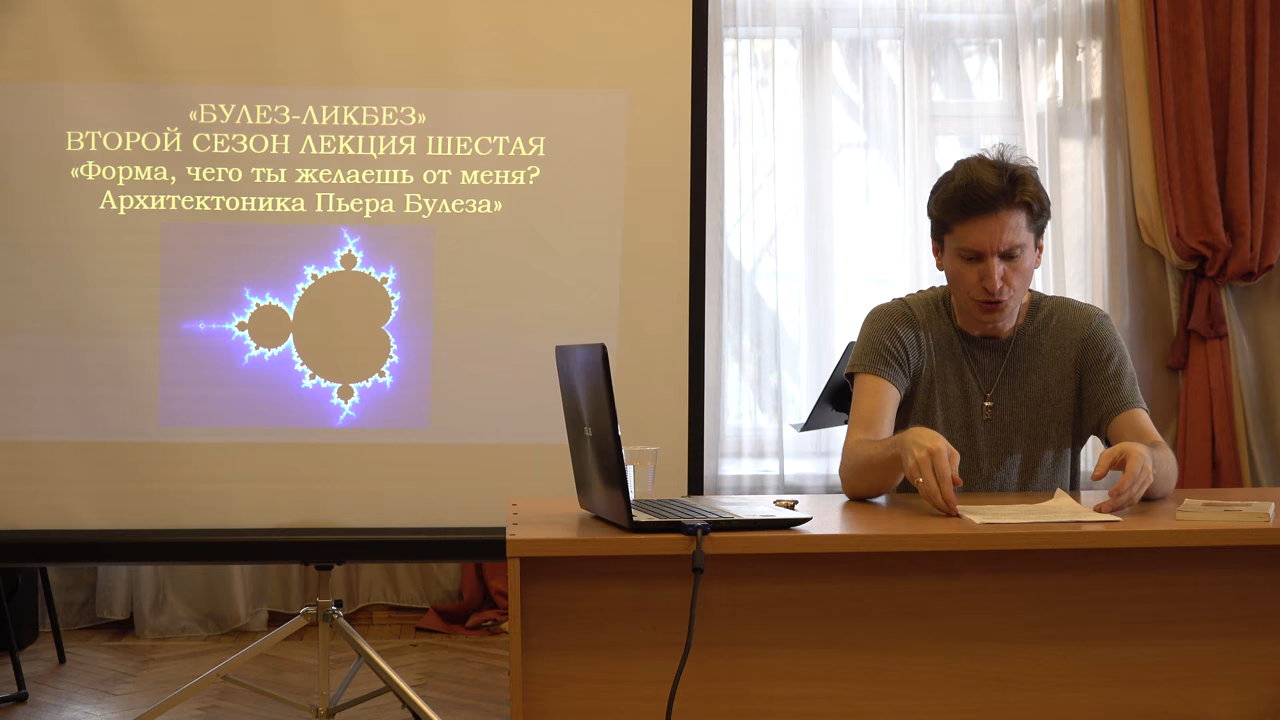 «БУЛЕЗ-ЛИКБЕЗ»
ВТОРОЙ СЕЗОН ЛЕКЦИЯ ШЕСТАЯ
«Форма, чего ты желаешь от меня?
Архитектоника Пьера Булеза»